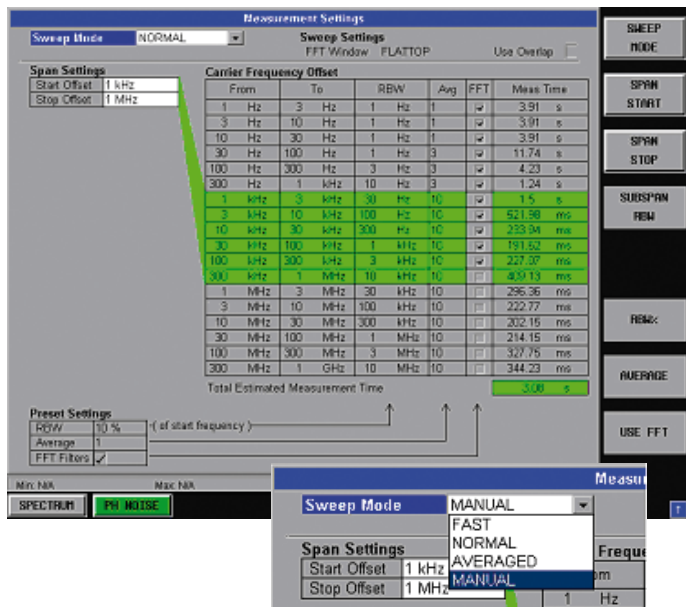 Measurement Settings
Sweep Mode NORMAL
Sweep Settings
FFT Window FLATTOP Use Overlap
Span Settings
Start Offset 1 kHz
Stop Offset 1 MHz
Carrier Frequency Offset
From To RBW Avg FFT Meas Time
1 Hz 3 Hz 1 Hz 1 3.91 s
3 Hz 10 Hz 1 Hz 1 3.91 s
10 Hz 30 Hz 1 Hz 1 3.91 s
30 Hz 100 Hz 1 Hz 3 11.74 s
100 Hz 300 Hz 3 Hz 3 4.23 s
300 Hz 1 kHz 10 Hz 3 1.24 s
1 kHz 3 kHz 30 Hz 10 1.5 s
3 kHz 10 kHz 100 Hz 10 521.98 ms
10 kHz 30 kHz 300 Hz 10 233.94 ms
30 kHz 100 kHz 1 kHz 10 191.62 ms
100 kHz 300 kHz 3 kHz 10 227.07 ms
300 kHz 1 MHz 10 kHz 10 409.13 ms
1 MHz 3 MHz 30 kHz 10 296.36 ms
3 MHz 10 MHz 100 kHz 10 222.77 ms
10 MHz 30 MHz 300 kHz 10 202.15 ms
30 MHz 100 MHz 1 MHz 10 214.15 ms
100 MHz 300 MHz 3 MHz 10 327.75 ms
300 MHz 1 GHz 10 MHz 10 344.23 ms
Total Estimated Measurement Time 3.08 s
Preset Settings
RBW 10 % ( of start frequency )
Average 1
FFT Filters
Min: N/A Max: N/A
SPECTRUM PH NOISE
SWEEP
MODE
SPAN
START
SPAN
STOP
SUBSPAN
RBW
RBW<
AVERAGE
USE FFT
Measu
Sweep Mode MANUAL
FAST
NORMAL
AVERAGED
MANUAL
Span Settings
Start Offset 1 kHz
Stop Offset 1 MHz
Freque
om
1 Hz